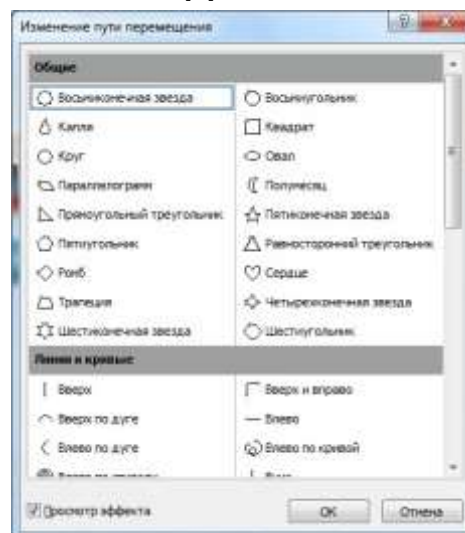 Изменение пути перемещения
Общие
Восьмиконечная звезда Восьмиугольник
Капля Квадрат
Круг Овал
Параллелограмм Полумесяц
Прямоугольный треугольник Пятиконечная звезда
Пятиугольник Равносторонний треугольник
Ромб Сердце
Трапеция Четырехконечная звезда
Шестиконечная звезда Шестиугольник
Линии и кривые
Вверх Вверх и вправо
Вверх по дуге Влево
Влево по дуге Влево по кривой
Просмотр эффекта ОК Отмена